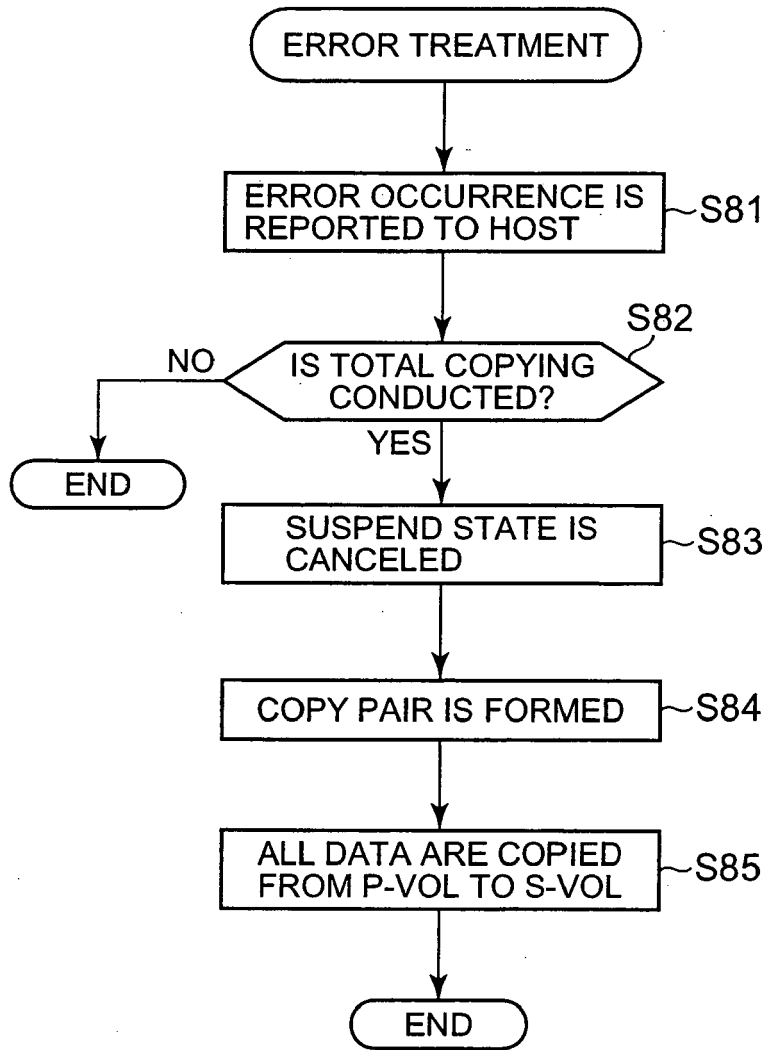 ERROR TREATMENT
ERROR OCCURRENCE IS
REPORTED TO HOST
S81
S82
IS TOTAL COPYING
CONDUCTED?
NO
YES
END
SUSPEND STATE IS
CANCELED
S83
COPY PAIR IS FORMED
S84
ALL DATA ARE COPIED
FROM P-VOL TO S-VOL
S85
END